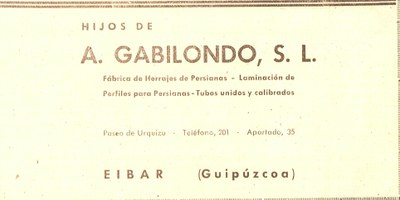 HIJOS DE
A. GABILONDO, S. L.
Fábrica de Herrajes de Persianas - Laminación de
Perfiles para Persianas - Tubos unidos y calibrados
Paseo de Urquizu - Teléfono, 201 - Apartado, 35
EIBAR (Guipúzcoa)